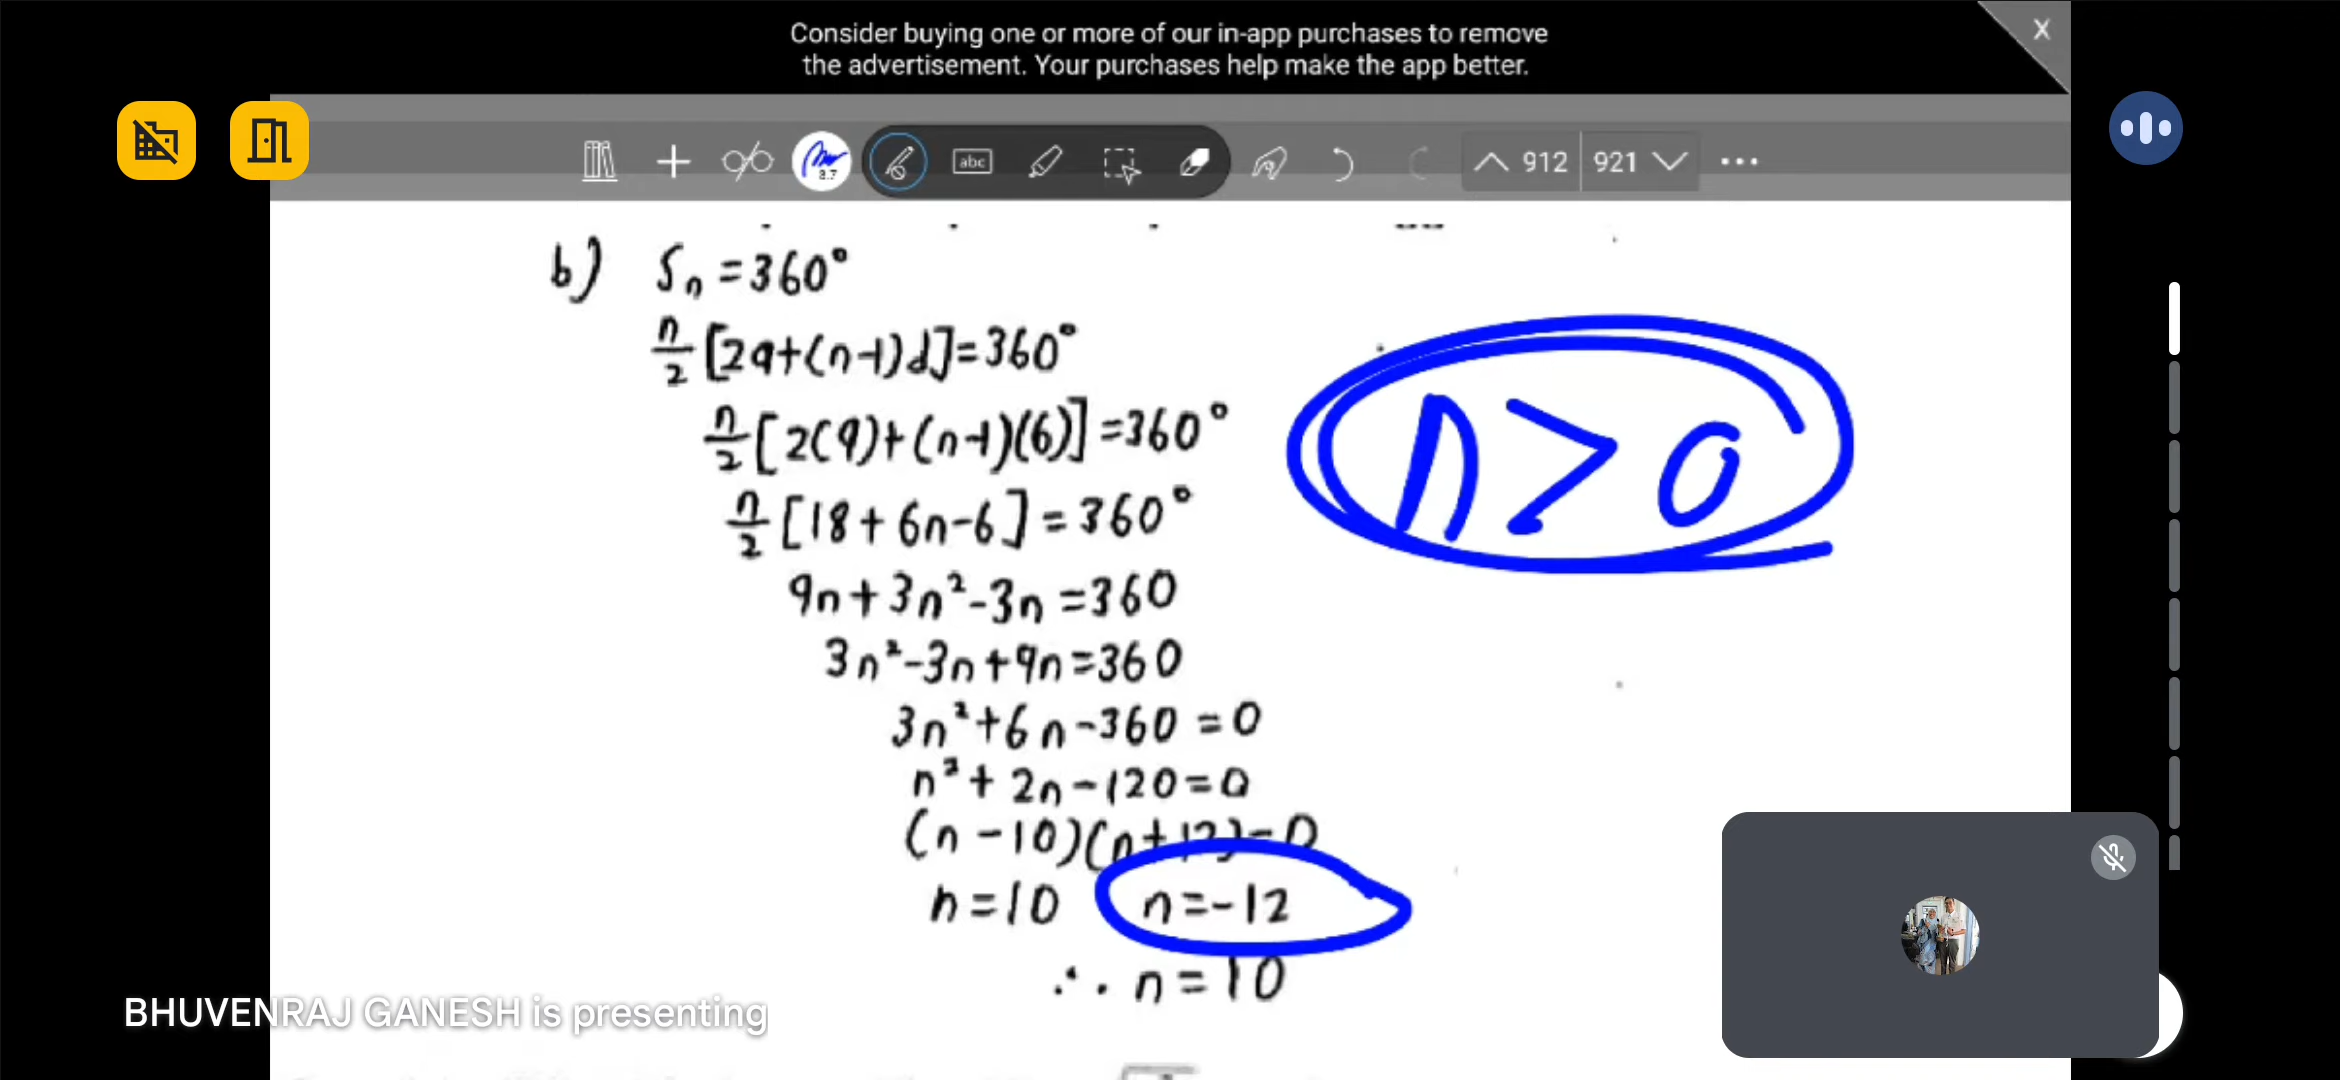 Consider buying one or more of our in-app purchases to remove
the advertisement. Your purchases help make the app better.
X
3.7
abc
912 921
b) Sn = 360°
n/2 [2a+(n-1)d]=360°
n/2 [2(9)+(n-1)(6)]=360°
n/2 [18+6n-6]=360°
9n+3n²-3n=360
3n²-3n+9n=360
3n²+6n-360=0
n²+2n-120=0
(n-10)(n+12)=0
n=10 n=-12
∴ n=10
n > 0
BHUVENRAJ GANESH is presenting